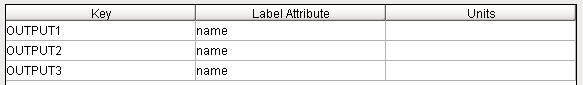 Key Label Attribute Units
OUTPUT1 name
OUTPUT2 name
OUTPUT3 name